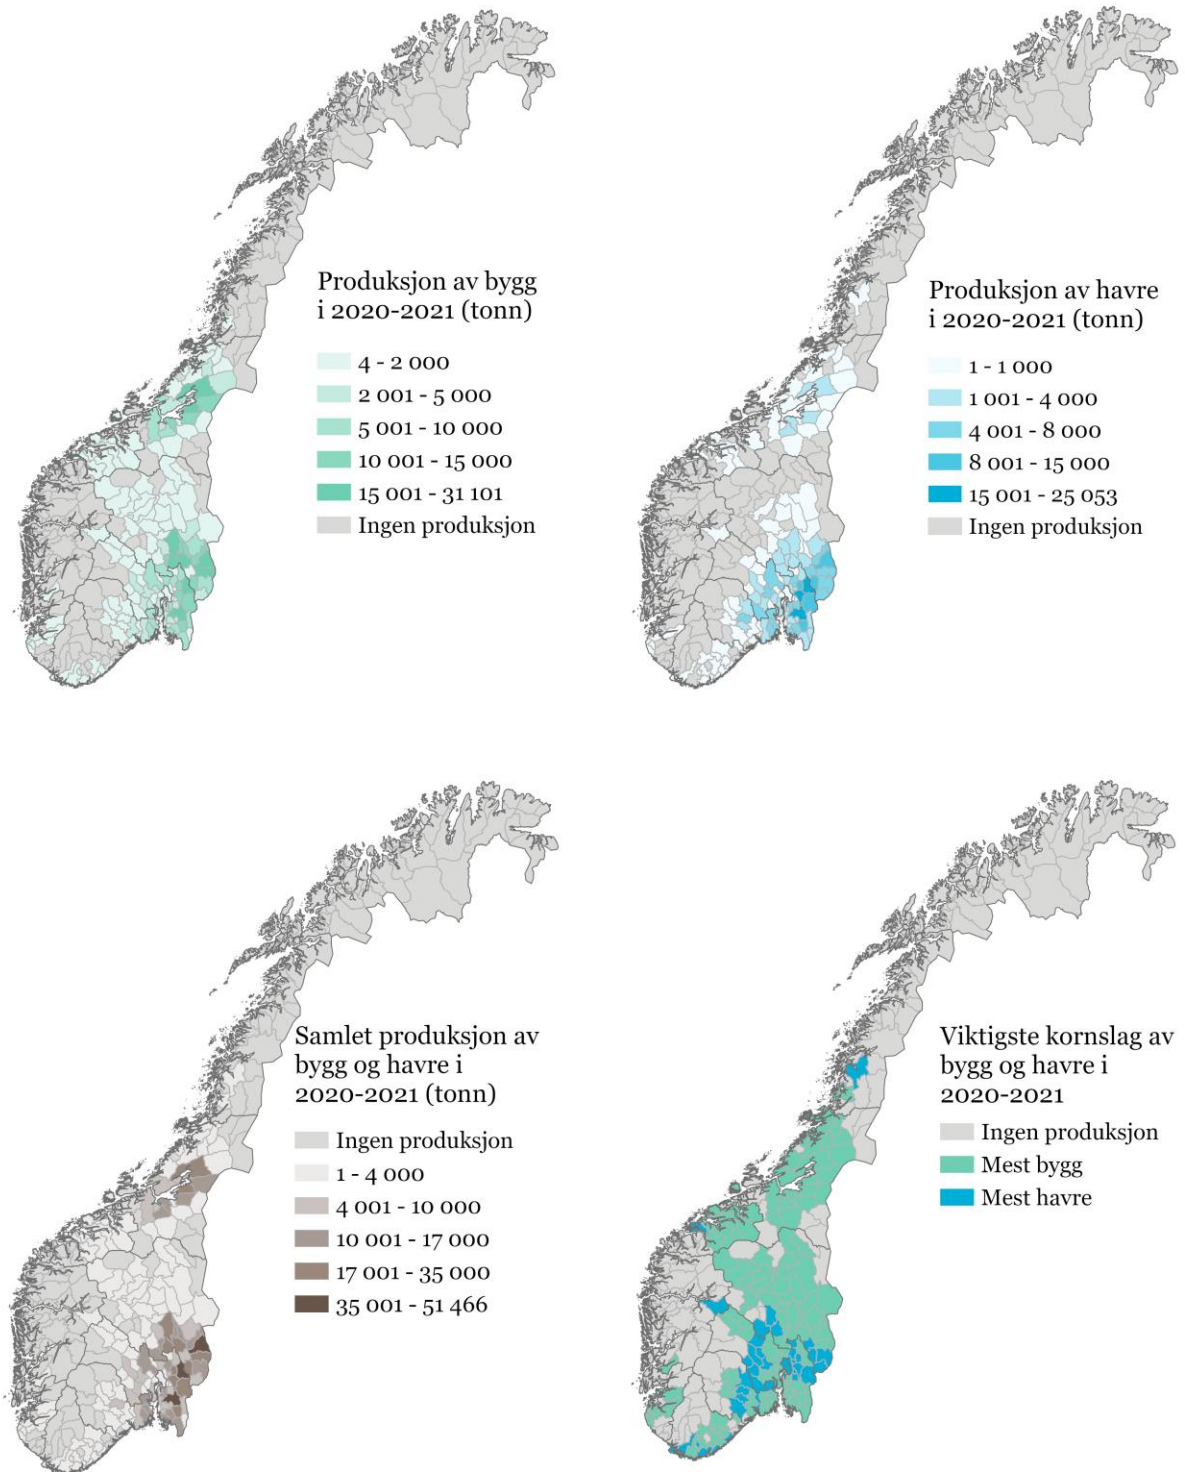 Produksjon av bygg
i 2020-2021 (tonn)
4 - 2 000
2 001 - 5 000
5 001 - 10 000
10 001 - 15 000
15 001 - 31 101
Ingen produksjon
Produksjon av havre
i 2020-2021 (tonn)
1 - 1 000
1 001 - 4 000
4 001 - 8 000
8 001 - 15 000
15 001 - 25 053
Ingen produksjon
Samlet produksjon av
bygg og havre i
2020-2021 (tonn)
Ingen produksjon
1 - 4 000
4 001 - 10 000
10 001 - 17 000
17 001 - 35 000
35 001 - 51 466
Viktigste kornslag av
bygg og havre i
2020-2021
Ingen produksjon
Mest bygg
Mest havre